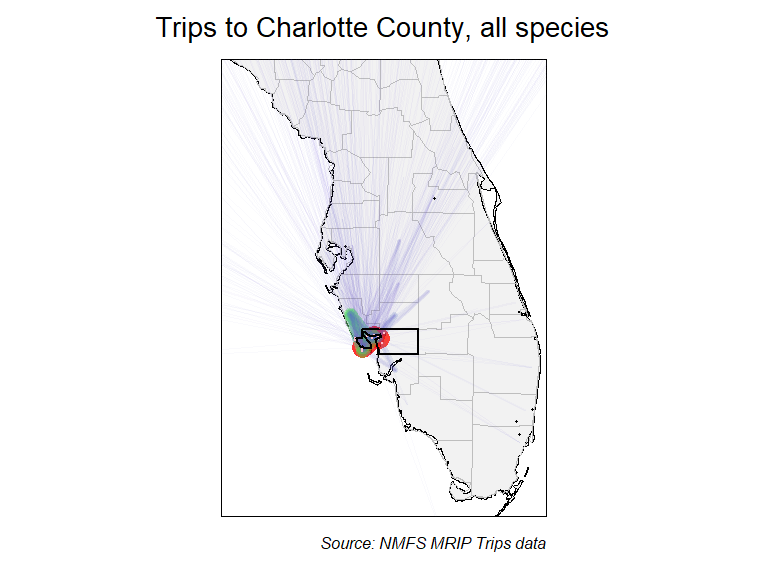 Trips to Charlotte County, all species
Source: NMFS MRIP Trips data